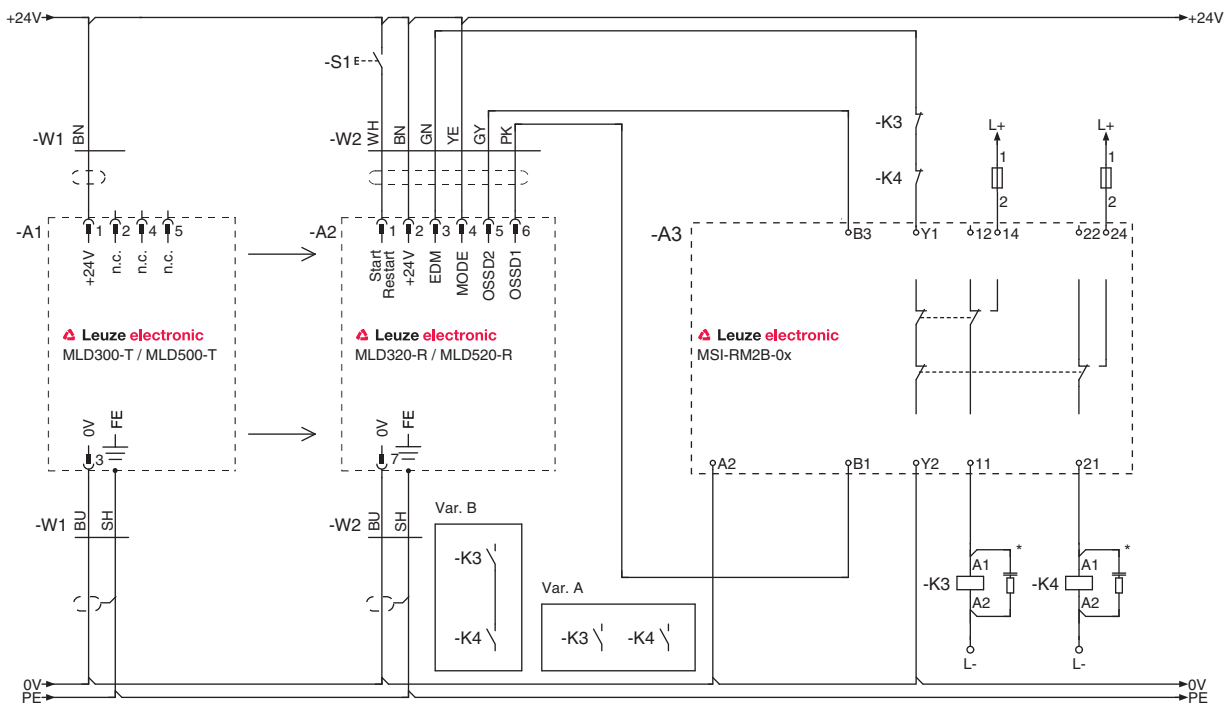 +24V
+24V
-S1
-W1
BN
-W2
WH
BN
GN
YE
GY
PK
-K3
-K4
L+
1
2
L+
1
2
-A1
1
2
4
5
+24V
n.c.
n.c.
n.c.
Leuze electronic
MLD300-T / MLD500-T
0V
FE
3
-A2
1
2
3
4
5
6
Start
Restart
+24V
EDM
MODE
OSSD2
OSSD1
Leuze electronic
MLD320-R / MLD520-R
0V
FE
7
-A3
B3
Y1
12
14
22
24
Leuze electronic
MSI-RM2B-0x
A2
B1
Y2
11
21
-W1
BU
SH
-W2
BU
SH
Var. B
-K3
-K4
Var. A
-K3
-K4
-K3
A1
A2
*
L-
-K4
A1
A2
*
L-
0V
PE
0V
PE